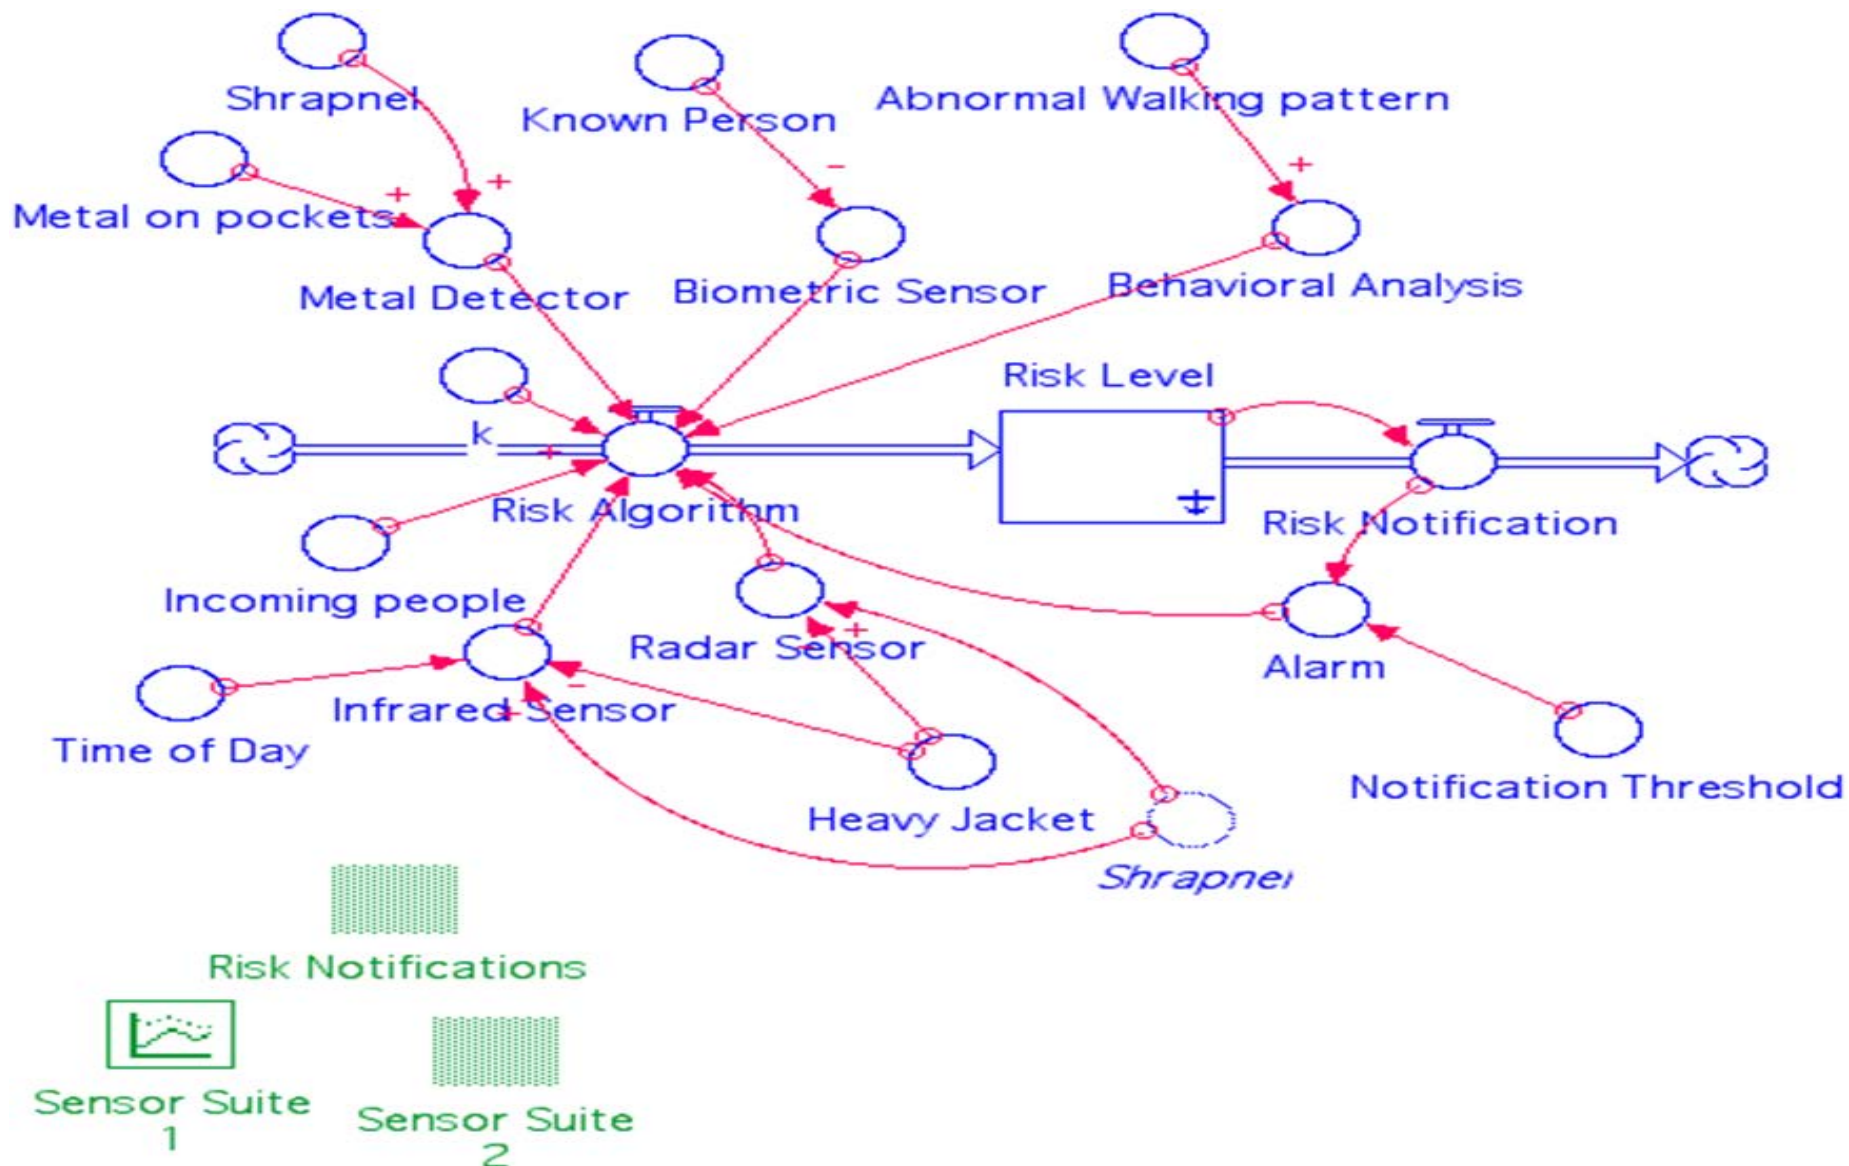 Shrapnel
Known Person
Abnormal Walking pattern
+
-
+
+
Metal on pockets
Metal Detector
Biometric Sensor
Behavioral Analysis
Risk Level
k
+
Risk Algorithm
Risk Notification
Incoming people
+
Radar Sensor
-
Alarm
-
Infrared Sensor
+
Time of Day
Notification Threshold
Heavy Jacket
Shrapnel
Risk Notifications
Sensor Suite
1
Sensor Suite
2